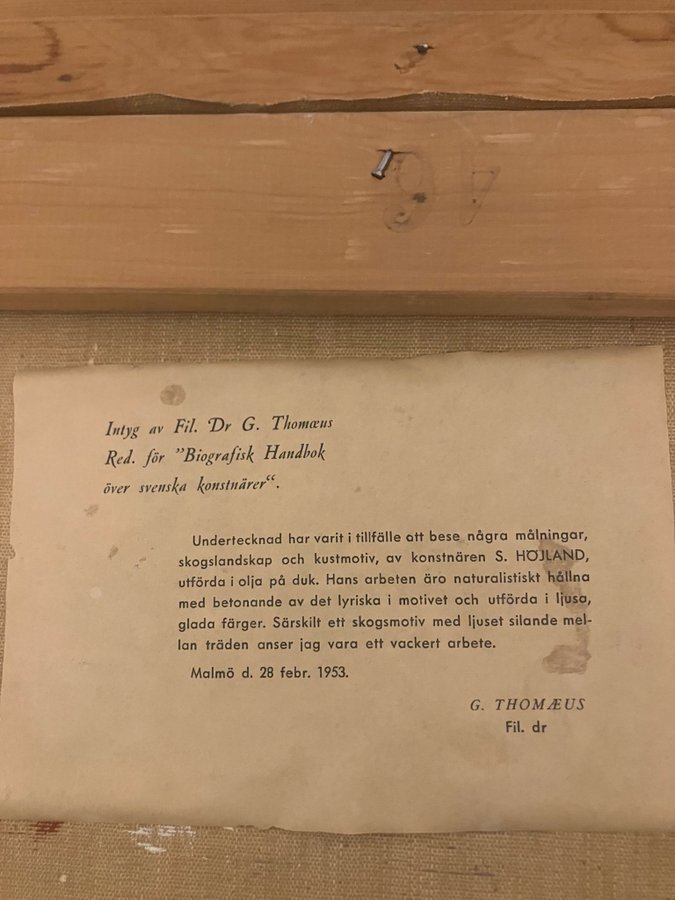 Intyg av Fil. Dr G. Thomæus
Red. för ”Biografisk Handbok
över svenska konstnärer“.
Undertecknad har varit i tillfälle att bese några målningar,
skogslandskap och kustmotiv, av konstnären S. HÖJLAND,
utförda i olja på duk. Hans arbeten äro naturalistiskt hållna
med betonande av det lyriska i motivet och utförda i ljusa,
glada färger. Särskilt ett skogsmotiv med ljuset silande mel-
lan träden anser jag vara ett vackert arbete.
Malmö d. 28 febr. 1953.
G. THOMÆUS
Fil. dr